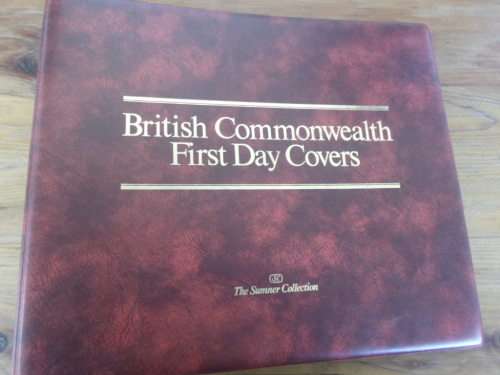 British Commonwealth
First Day Covers
The Sumner Collection